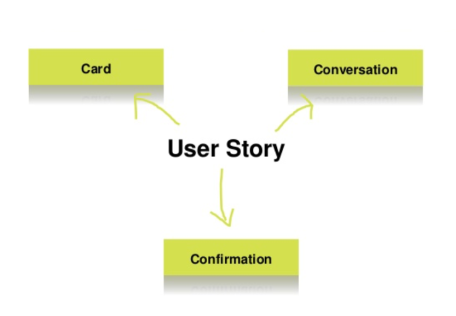 Card
Conversation
User Story
Confirmation